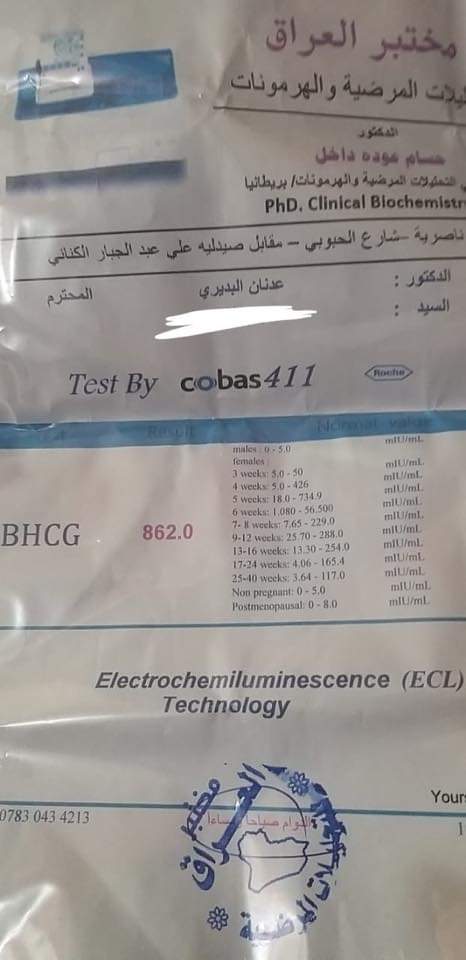 مختبر العراق
المرضية والهرمونات
الدكتور
حسام عوده داخل
التحليلات المرضية والهرمونات/ بريطانيا
PhD. Clinical Biochemistry
ناصرية -شارع الحبوبي - مقابل صيدليه علي عبد الجبار الكناني
الدكتور : عدنان البديري المحترم
السيد :
Test By cobas411 Roche
Result Normal value
males: 0 - 5.0 mIU/mL
females
3 weeks: 5.0 - 50 mIU/mL
4 weeks: 5.0 -426 mIU/mL
5 weeks: 18.0 - 734.9 mIU/mL
6 weeks: 1.080 - 56.500 mIU/mL
BHCG 862.0
7- 8 weeks: 7.65 - 229.0 mIU/mL
9-12 weeks: 25.70 - 288.0 mIU/mL
13-16 weeks: 13.30 - 254.0 mIU/mL
17-24 weeks: 4.06 - 165.4 mIU/mL
25-40 weeks: 3.64 - 117.0 mIU/mL
Non pregnant: 0 - 5.0 mIU/mL
Postmenopausal: 0 - 8.0 mIU/mL
Electrochemiluminescence (ECL)
Technology
Yours
0783 043 4213
مختبر العراق
للتحليلات المرضية
الدوام صباحا